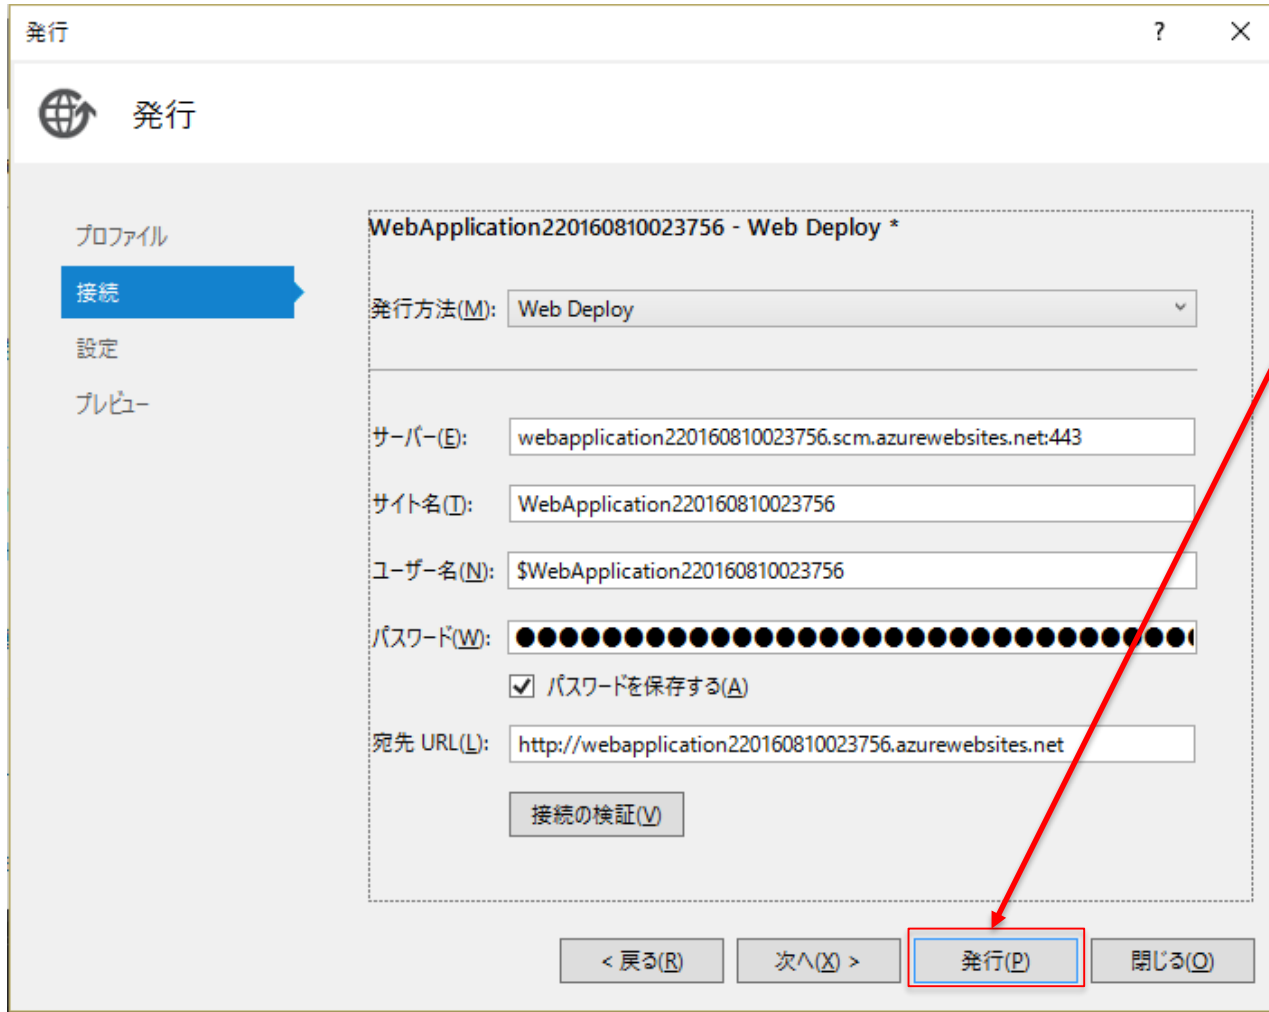 発行
?
発行
プロファイル
接続
設定
プレビュー
WebApplication220160810023756 - Web Deploy *
発行方法(M): Web Deploy
サーバー(E): webapplication220160810023756.scm.azurewebsites.net:443
サイト名(T): WebApplication220160810023756
ユーザー名(N): $WebApplication220160810023756
パスワード(W): ●●●●●●●●●●●●●●●●●●●●●●●●●●●●●●●
パスワードを保存する(A)
宛先 URL(L): http://webapplication220160810023756.azurewebsites.net
接続の検証(V)
< 戻る(R) 次へ(X) > 発行(P) 閉じる(O)